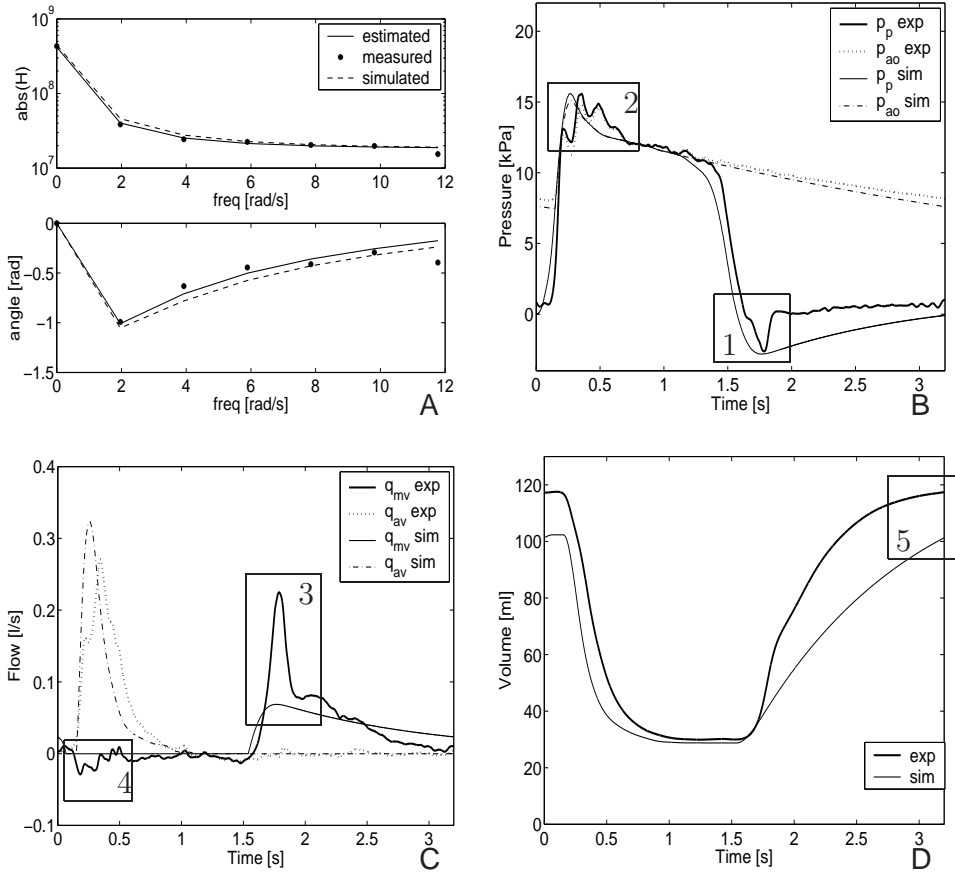 10^9
10^8
10^7
abs(H)
estimated
measured
simulated
0 2 4 6 8 10 12
freq [rad/s]
0
−0.5
−1
−1.5
angle [rad]
0 2 4 6 8 10 12
freq [rad/s]
A
20
15
10
5
0
Pressure [kPa]
p_p exp
p_ao exp
p_p sim
p_ao sim
2
1
0 0.5 1 1.5 2 2.5 3
Time [s]
B
0.4
0.3
0.2
0.1
0
−0.1
Flow [l/s]
q_mv exp
q_av exp
q_mv sim
q_av sim
3
4
0 0.5 1 1.5 2 2.5 3
Time [s]
C
120
100
80
60
40
20
0
Volume [ml]
5
exp
sim
0 0.5 1 1.5 2 2.5 3
Time [s]
D